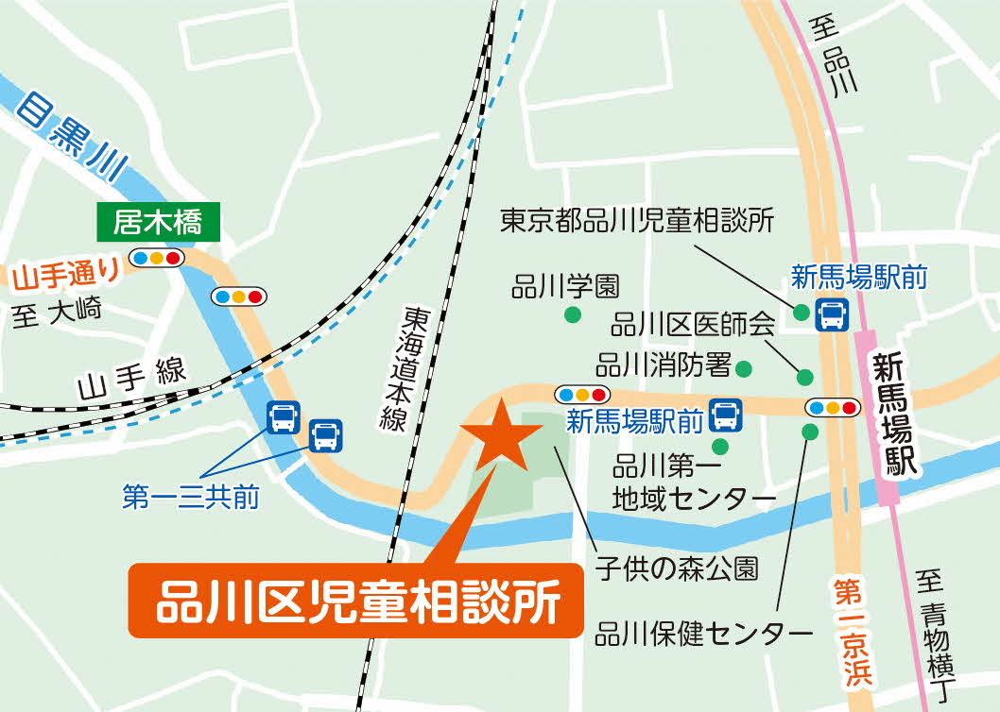 至 品川
目黒川
居木橋
東京都品川児童相談所
山手通り
新馬場駅前
品川学園
至 大崎
東海道本線
品川区医師会
山手線
品川消防署
新馬場駅
新馬場駅前
品川第一
地域センター
第一三共前
子供の森公園
品川区児童相談所
至 青物横丁
第一京浜
品川保健センター